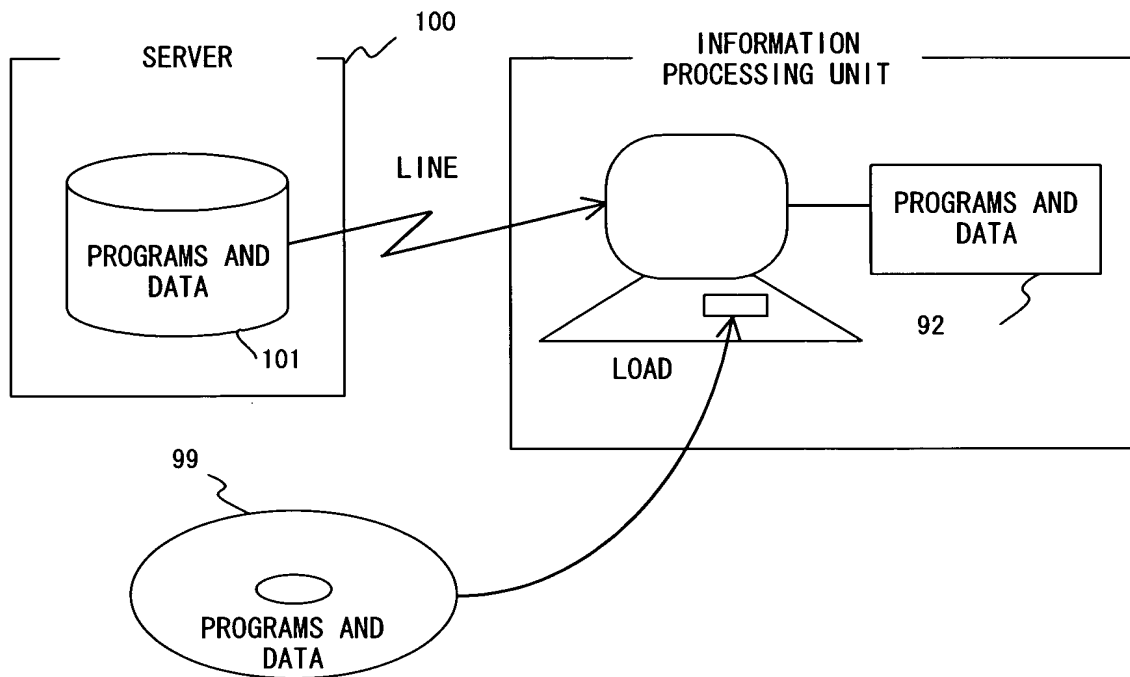 100
SERVER
INFORMATION
PROCESSING UNIT
LINE
PROGRAMS AND
DATA
PROGRAMS AND
DATA
101
92
LOAD
99
PROGRAMS AND
DATA